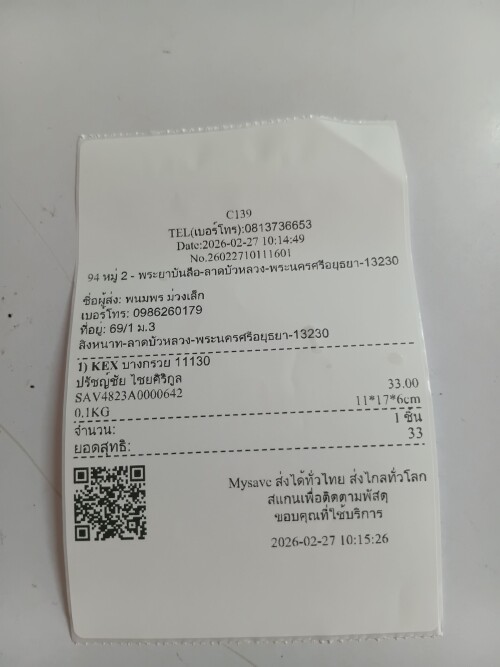 C139
TEL(เบอร์โทร):0813736653
Date:2026-02-27 10:14:49
No.26022710111601
94 หมู่ 2 - พระยาบันลือ-ลาดบัวหลวง-พระนครศรีอยุธยา-13230
ชื่อผู้ส่ง: พนมพร ม่วงเล็ก
เบอร์โทร: 0986260179
ที่อยู่: 69/1 ม.3
สิงหนาท-ลาดบัวหลวง-พระนครศรีอยุธยา-13230
1) KEX บางกรวย 11130
ปรัชญ์ชัย ไชยคิริกูล 33.00
SAV4823A0000642 11*17*6cm
0.1KG 1 ชิ้น
จำนวน: 33
ยอดสุทธิ:
Mysave ส่งได้ทั่วไทย ส่งไกลทั่วโลก
สแกนเพื่อติดตามพัสดุ
ขอบคุณที่ใช้บริการ
2026-02-27 10:15:26